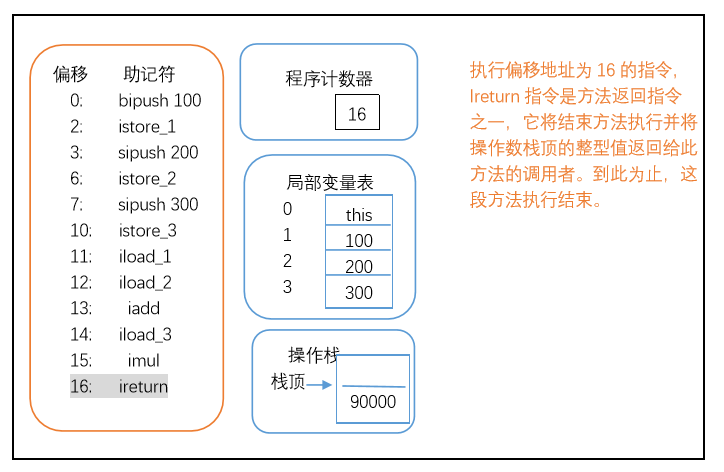 偏移 助记符
0: bipush 100
2: istore_1
3: sipush 200
6: istore_2
7: sipush 300
10: istore_3
11: iload_1
12: iload_2
13: iadd
14: iload_3
15: imul
16: ireturn
程序计数器
16
局部变量表
0 this
1 100
2 200
3 300
操作栈
栈顶
90000
执行偏移地址为 16 的指令，
Ireturn 指令是方法返回指令
之一，它将结束方法执行并将
操作数栈顶的整型值返回给此
方法的调用者。到此为止，这
段方法执行结束。